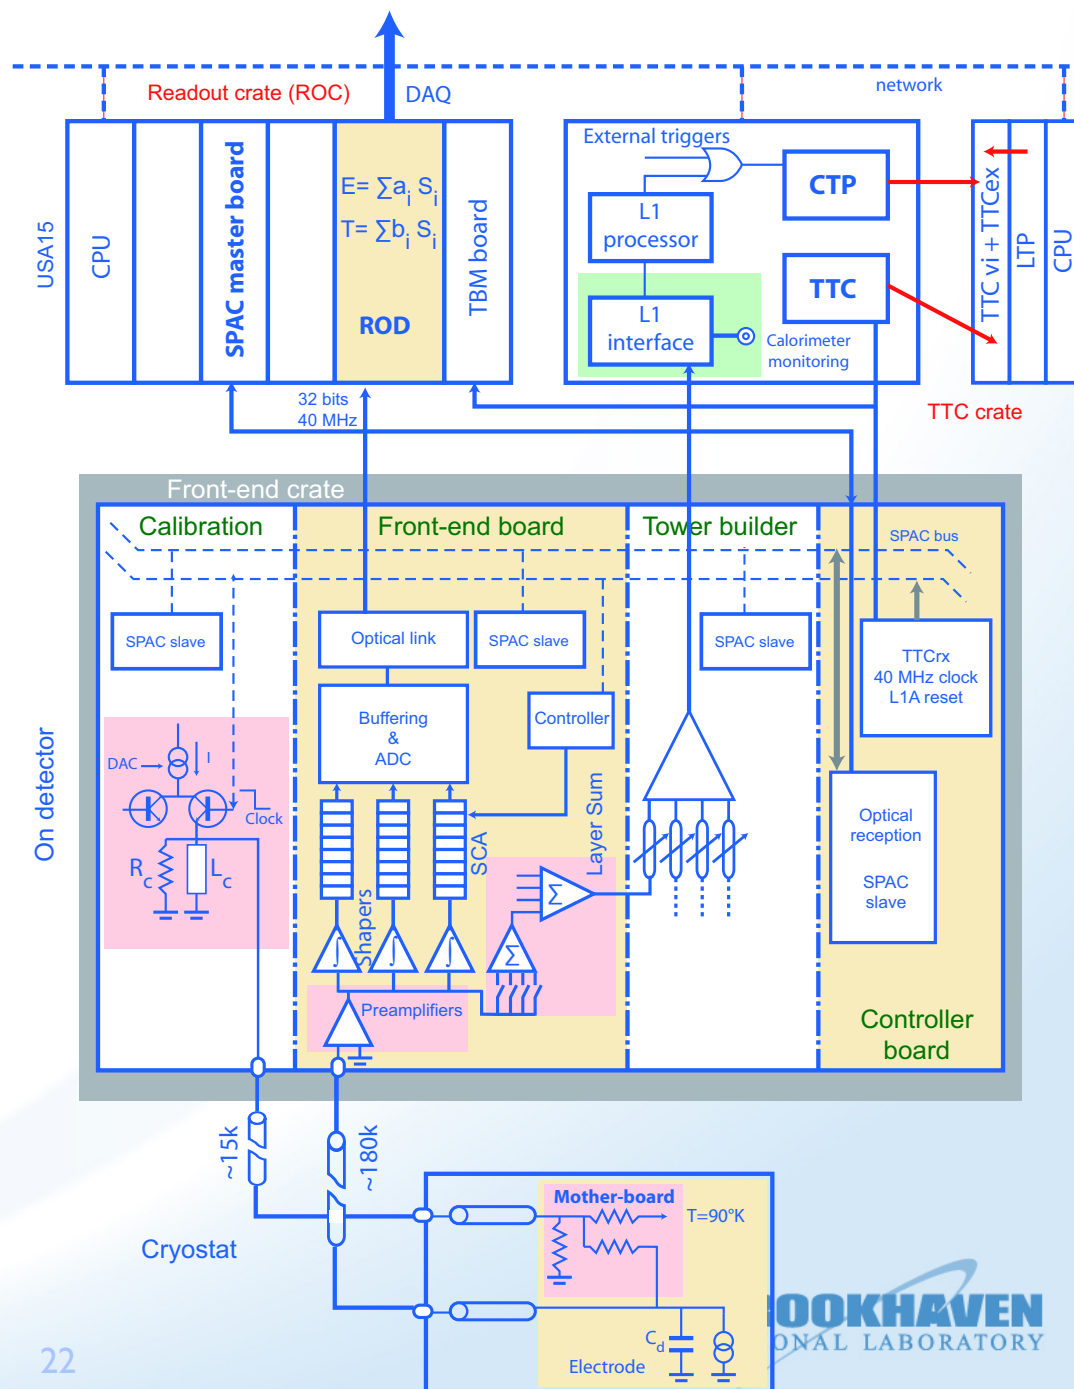 Readout crate (ROC)
DAQ
network
USA15
CPU
SPAC master board
E= ∑a_i S_i
T= ∑b_i S_i
ROD
TBM board
External triggers
CTP
L1
processor
TTC
L1
interface
Calorimeter
monitoring
TTC vi + TTCex
LTP
CPU
32 bits
40 MHz
TTC crate
Front-end crate
Calibration
Front-end board
Tower builder
SPAC bus
SPAC slave
Optical link
SPAC slave
SPAC slave
TTCrx
40 MHz clock
L1A reset
Buffering
&
ADC
Controller
On detector
DAC
I
Clock
R_c
L_c
SCA
Layer Sum
Shapers
∫
∫
∫
Σ
Σ
Optical
reception
SPAC
slave
Preamplifiers
Controller
board
~15k
~180k
Mother-board
T=90°K
Cryostat
C_d
Electrode
OOKHAVEN
ONAL LABORATORY
22